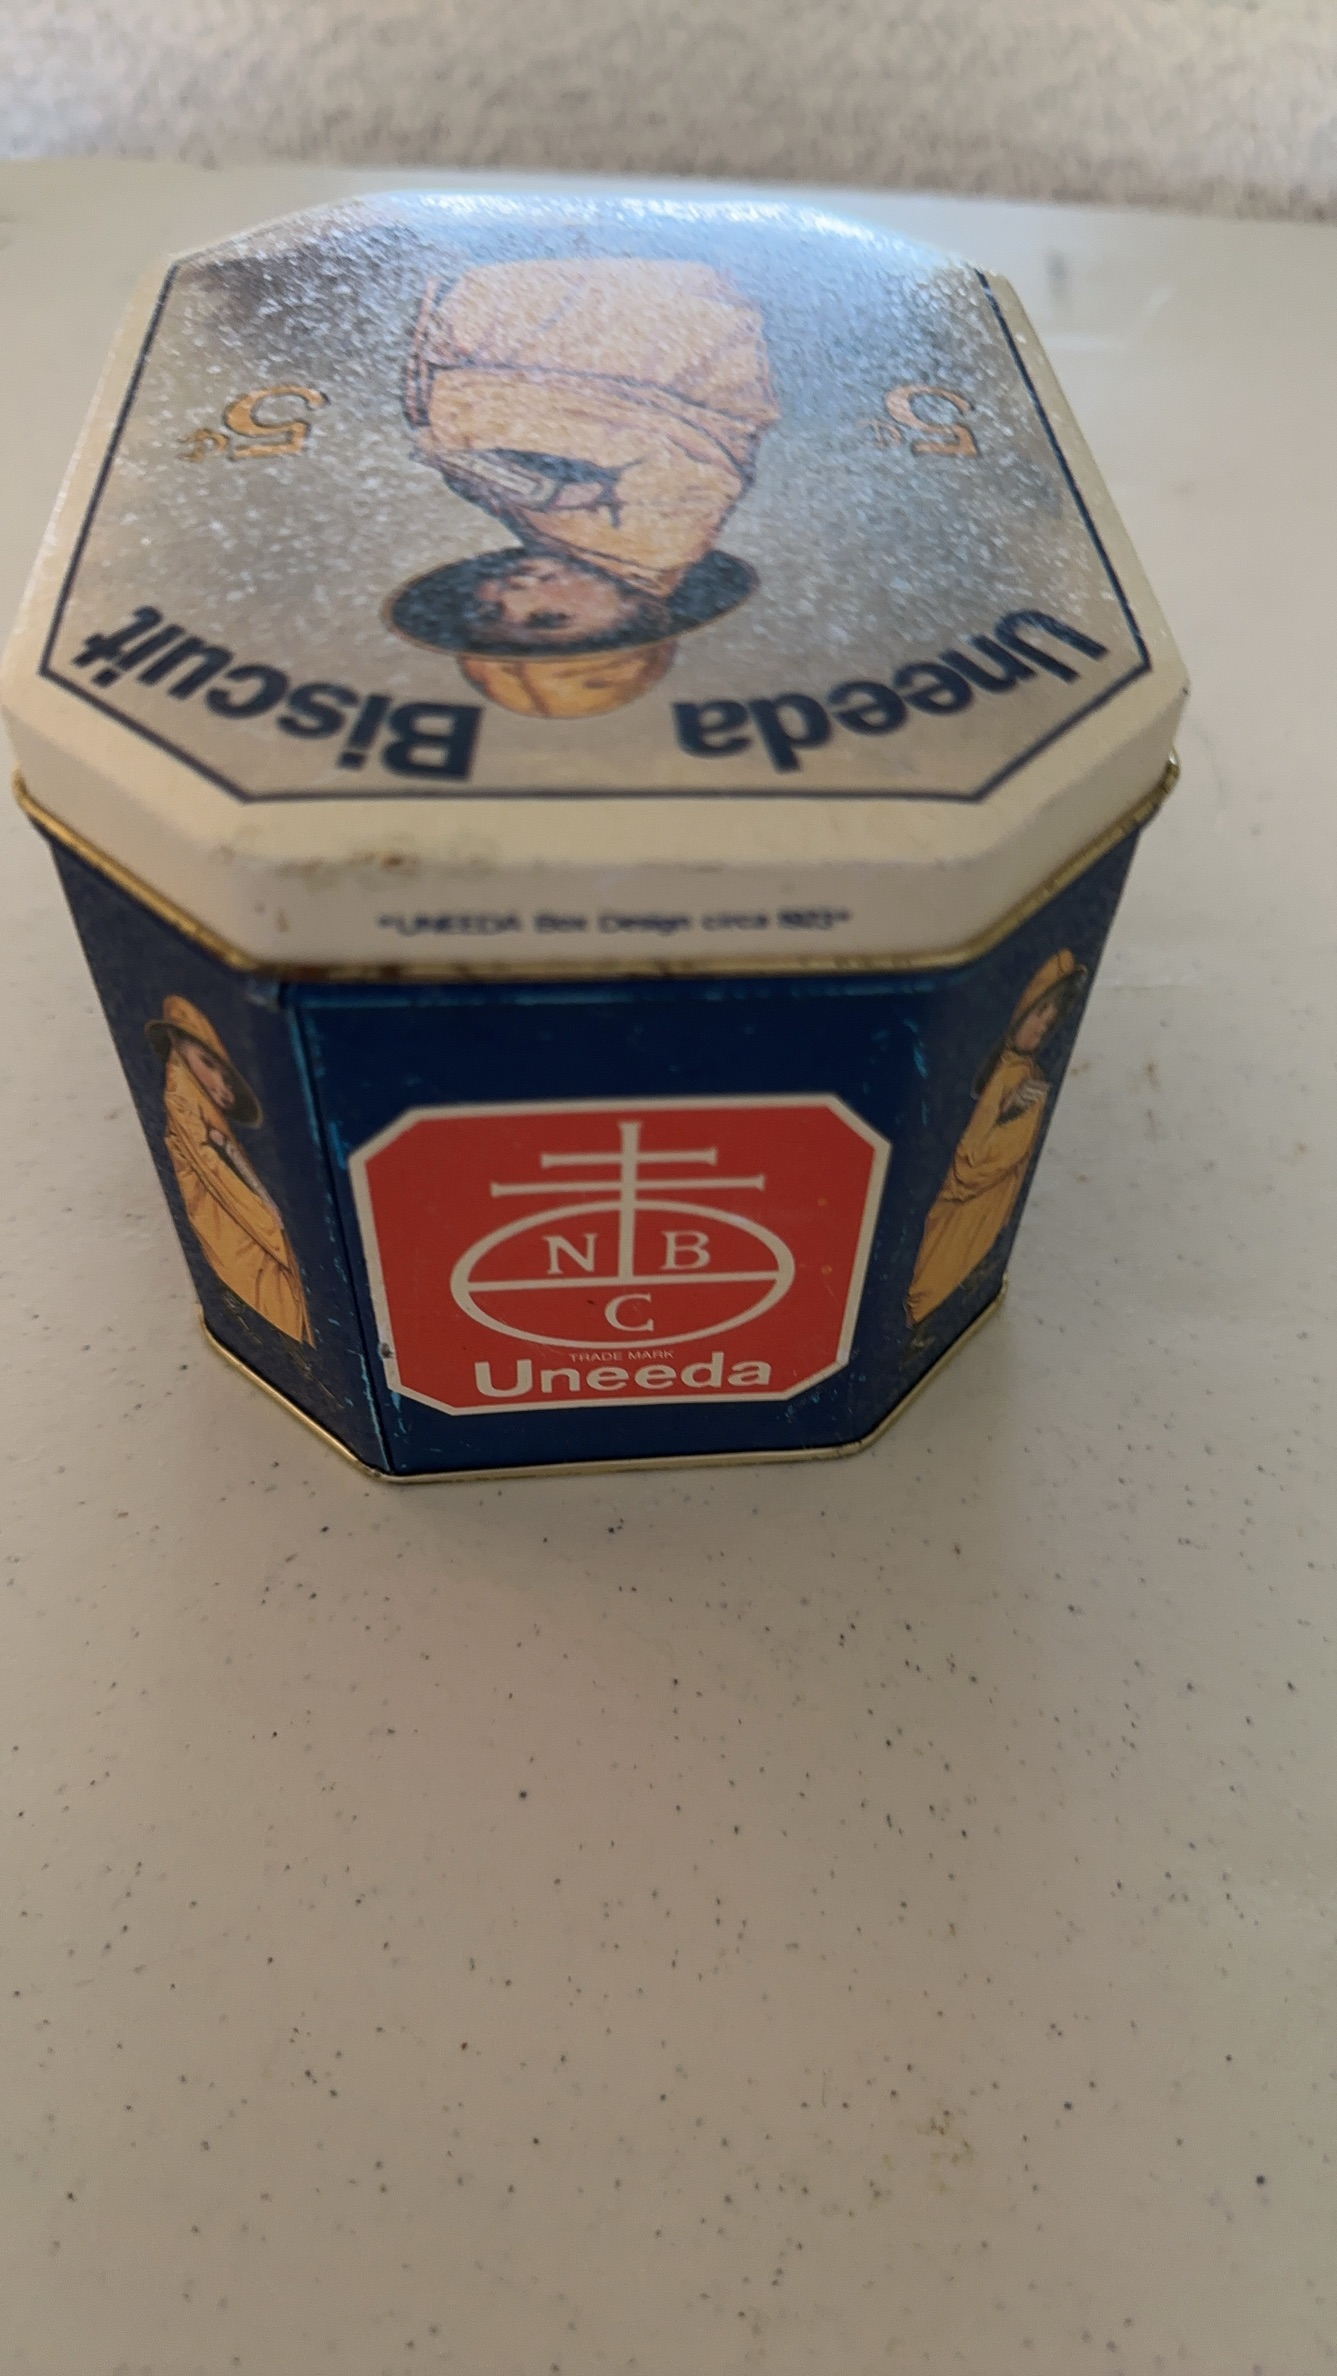 Uneeda Biscuit
5¢ 5¢
"UNEEDA Box Design circa 1923"
N B
C
TRADE MARK
Uneeda